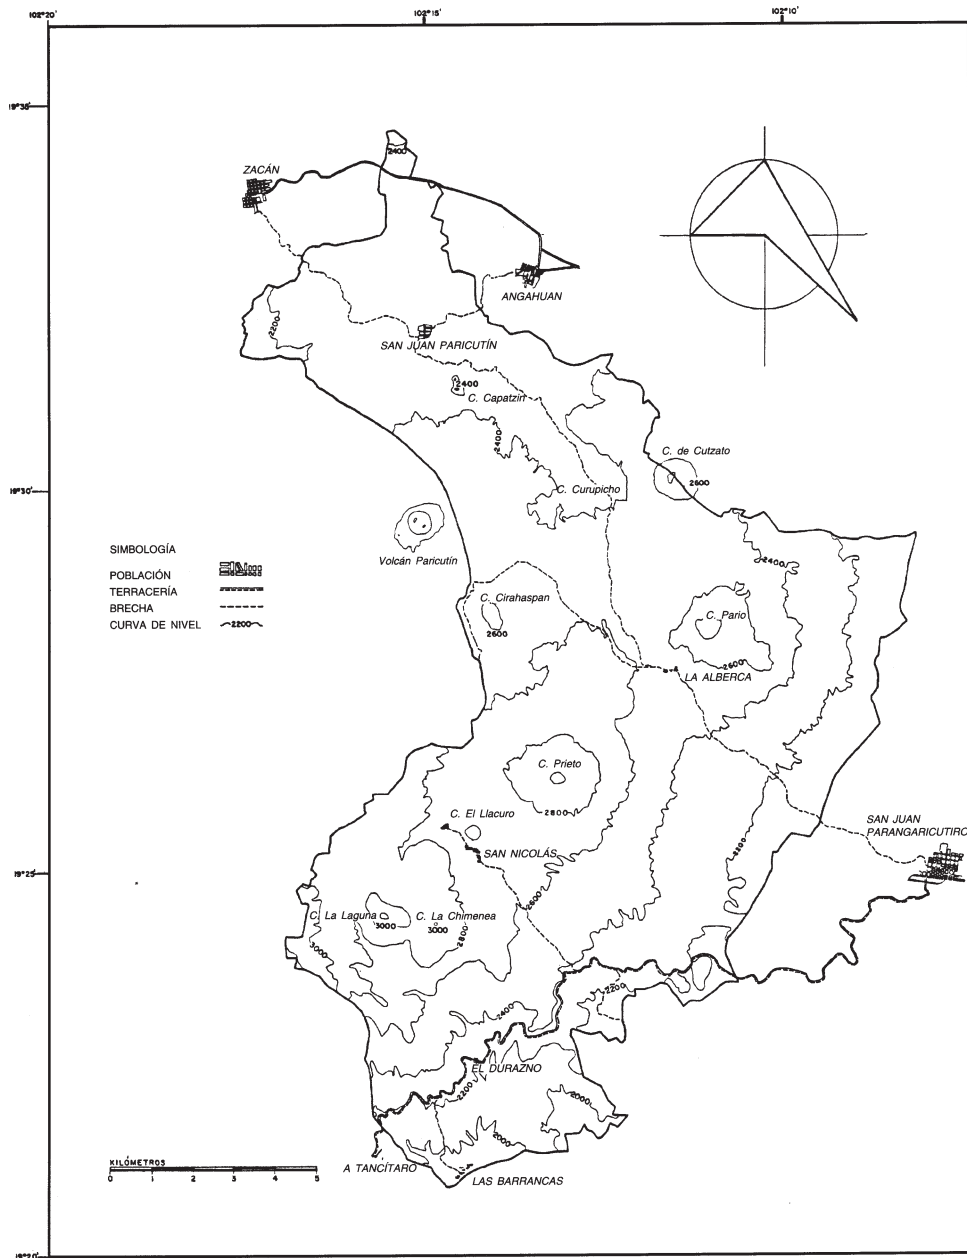 102°20'
102°15'
102°10'
19°35'
2400
ZACÁN
ANGAHUAN
2200
SAN JUAN PARICUTÍN
2400
C. Capatzin
2400
C. de Cutzato
2600
C. Curupicho
19°30'
Volcán Paricutín
SIMBOLOGÍA
POBLACIÓN
TERRACERÍA
BRECHA
CURVA DE NIVEL
2200
2400
C. Cirahaspan
2600
C. Pario
2600
LA ALBERCA
C. Prieto
2800
C. El Llacuro
SAN NICOLÁS
SAN JUAN
PARANGARICUTIRO
2200
19°25'
2600
C. La Laguna
3000
C. La Chimenea
3000
2800
3000
2200
2400
EL DURAZNO
2200
2000
2000
KILÓMETROS
0 1 2 3 4 5
A TANCÍTARO
LAS BARRANCAS
19°20'